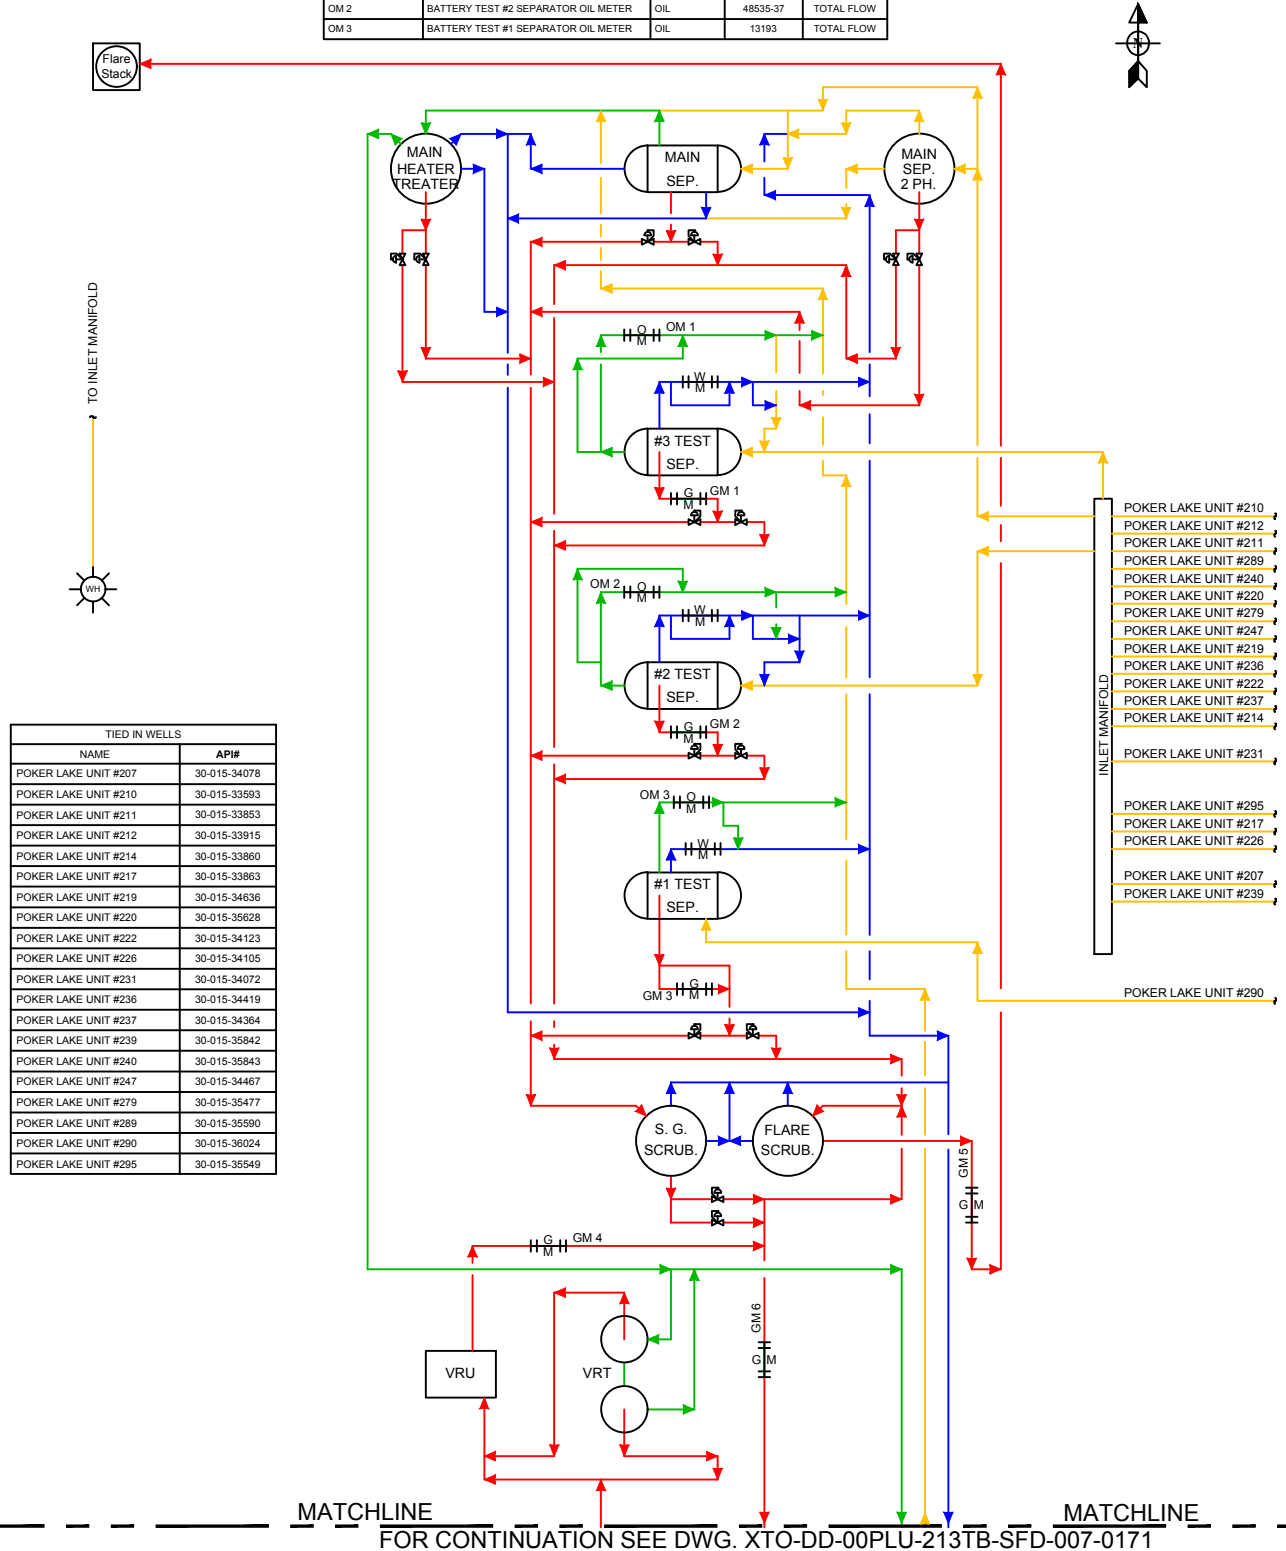 OM 2 BATTERY TEST #2 SEPARATOR OIL METER OIL 48535-37 TOTAL FLOW
OM 3 BATTERY TEST #1 SEPARATOR OIL METER OIL 13193 TOTAL FLOW
N
Flare
Stack
MAIN
HEATER
TREATER
MAIN
SEP.
MAIN
SEP.
2 PH.
TO INLET MANIFOLD
WH
O
M
OM 1
W
M
#3 TEST
SEP.
G
M
GM 1
OM 2
O
M
W
M
#2 TEST
SEP.
G
M
GM 2
OM 3
O
M
W
M
#1 TEST
SEP.
GM 3
G
M
INLET MANIFOLD
POKER LAKE UNIT #210
POKER LAKE UNIT #212
POKER LAKE UNIT #211
POKER LAKE UNIT #289
POKER LAKE UNIT #240
POKER LAKE UNIT #220
POKER LAKE UNIT #279
POKER LAKE UNIT #247
POKER LAKE UNIT #219
POKER LAKE UNIT #236
POKER LAKE UNIT #222
POKER LAKE UNIT #237
POKER LAKE UNIT #214
POKER LAKE UNIT #231
POKER LAKE UNIT #295
POKER LAKE UNIT #217
POKER LAKE UNIT #226
POKER LAKE UNIT #207
POKER LAKE UNIT #239
POKER LAKE UNIT #290
TIED IN WELLS
NAME API#
POKER LAKE UNIT #207 30-015-34078
POKER LAKE UNIT #210 30-015-33593
POKER LAKE UNIT #211 30-015-33853
POKER LAKE UNIT #212 30-015-33915
POKER LAKE UNIT #214 30-015-33860
POKER LAKE UNIT #217 30-015-33863
POKER LAKE UNIT #219 30-015-34636
POKER LAKE UNIT #220 30-015-35628
POKER LAKE UNIT #222 30-015-34123
POKER LAKE UNIT #226 30-015-34105
POKER LAKE UNIT #231 30-015-34072
POKER LAKE UNIT #236 30-015-34419
POKER LAKE UNIT #237 30-015-34364
POKER LAKE UNIT #239 30-015-35842
POKER LAKE UNIT #240 30-015-35843
POKER LAKE UNIT #247 30-015-34467
POKER LAKE UNIT #279 30-015-35477
POKER LAKE UNIT #289 30-015-35590
POKER LAKE UNIT #290 30-015-36024
POKER LAKE UNIT #295 30-015-35549
S. G.
SCRUB.
FLARE
SCRUB.
GM 5
G M
G
M
GM 4
GM 6
G M
VRU
VRT
MATCHLINE MATCHLINE
FOR CONTINUATION SEE DWG. XTO-DD-00PLU-213TB-SFD-007-0171